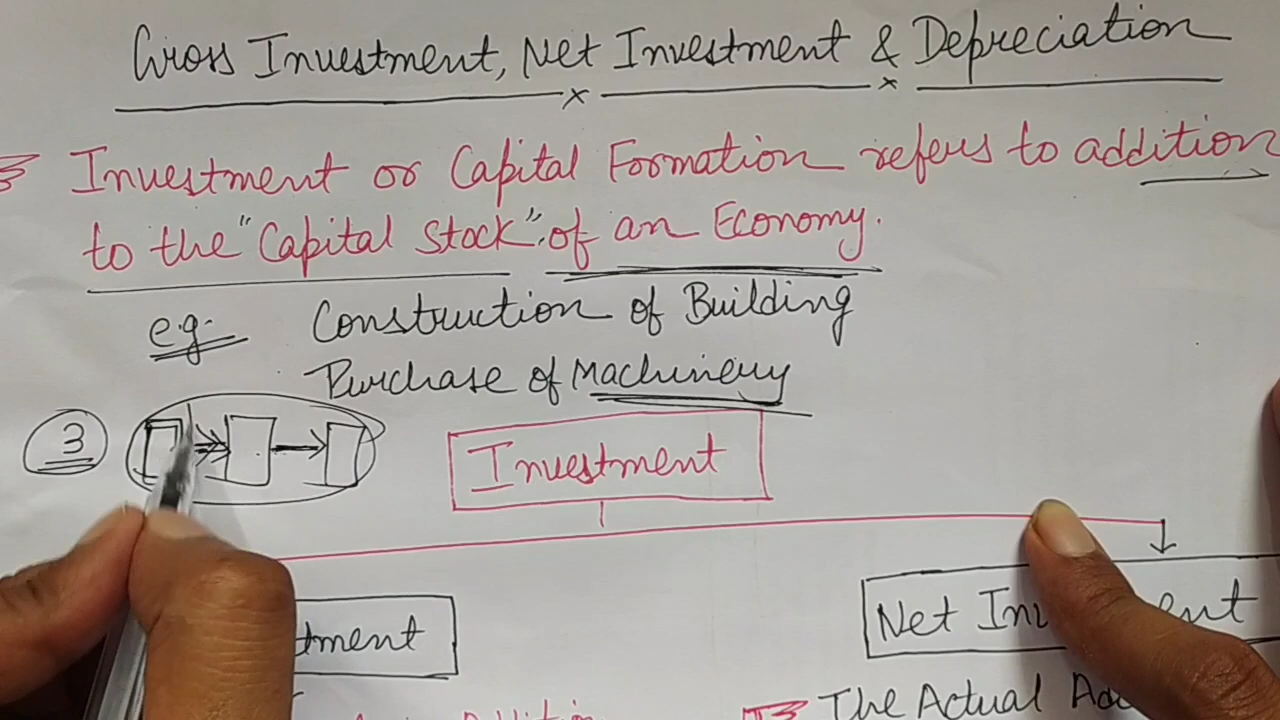 Gross Investment, Net Investment & Depreciation
Investment or Capital Formation refers to addition
to the "Capital Stock" of an Economy.
e.g. Construction of Building
Purchase of Machinery
3
Investment
tment
Net In ent
The Actual Ad